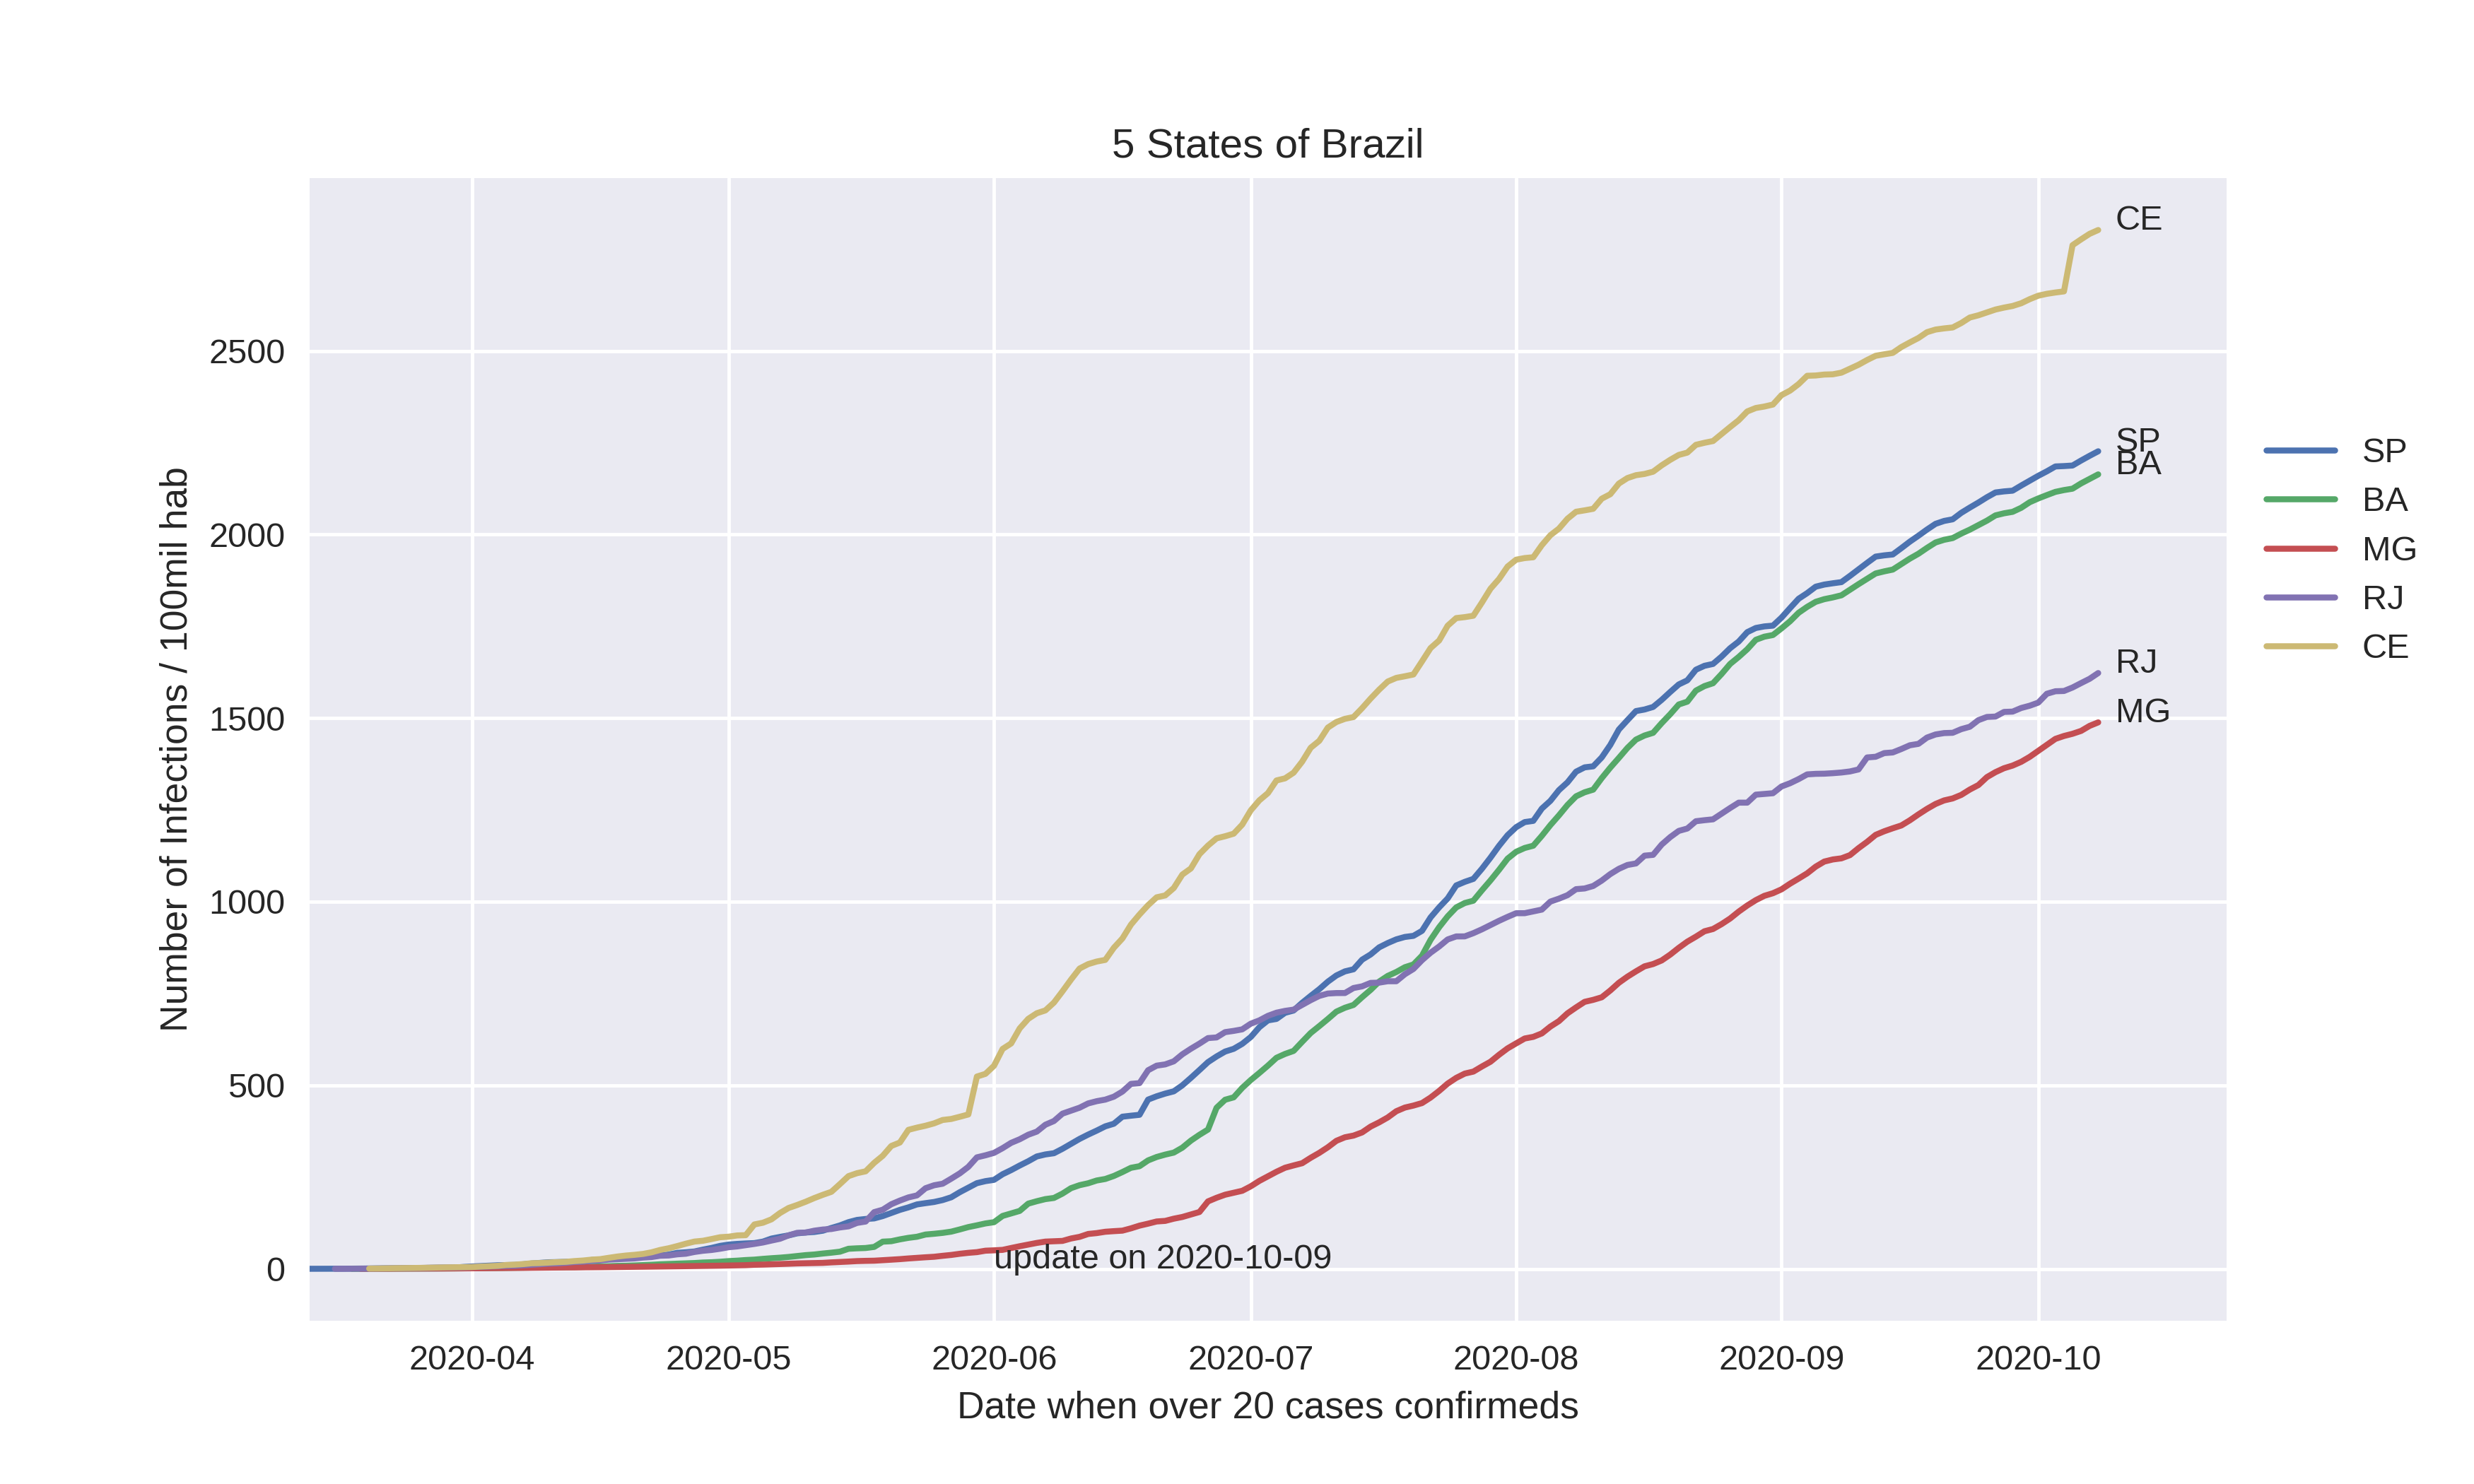 5 States of Brazil
CE
2500
SP
BA
2000
RJ
MG
1500
1000
500
0
Number of Infections / 100mil hab
update on 2020-10-09
2020-04 2020-05 2020-06 2020-07 2020-08 2020-09 2020-10
Date when over 20 cases confirmeds
SP
BA
MG
RJ
CE